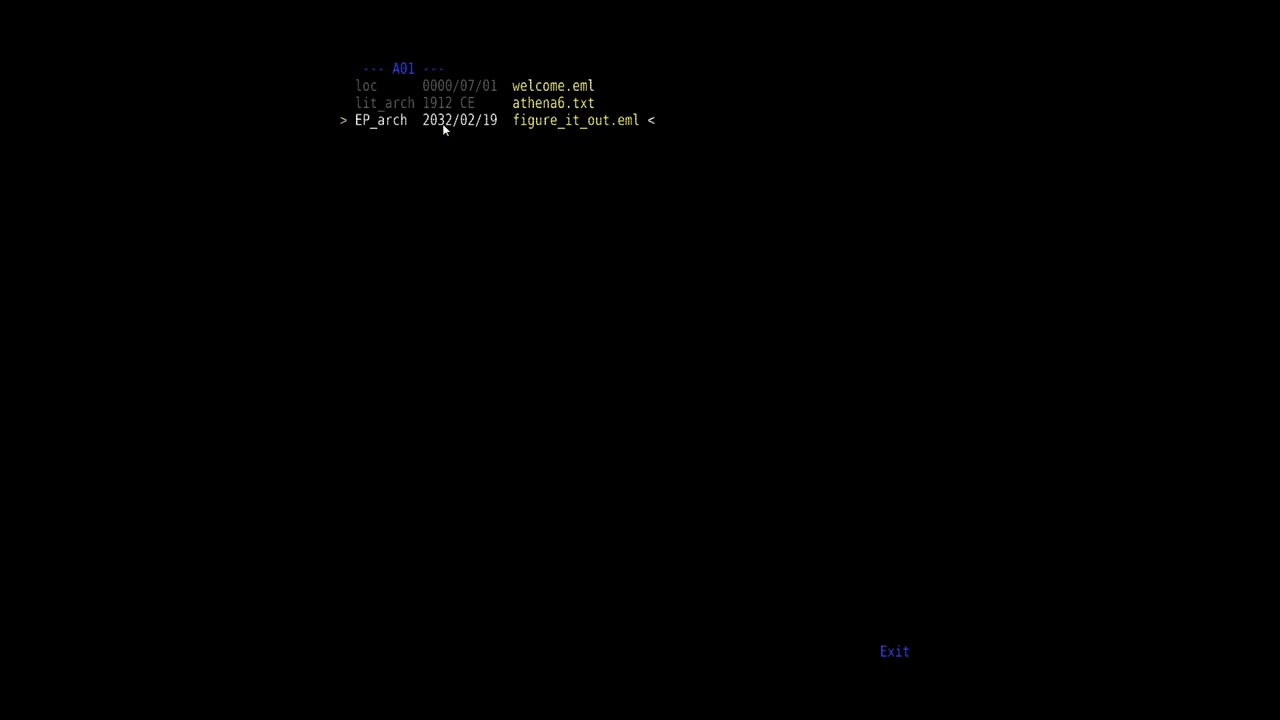 --- A01 ---
loc 0000/07/01 welcome.eml
lit_arch 1912 CE athena6.txt
> EP_arch 2032/02/19 figure_it_out.eml <
Exit